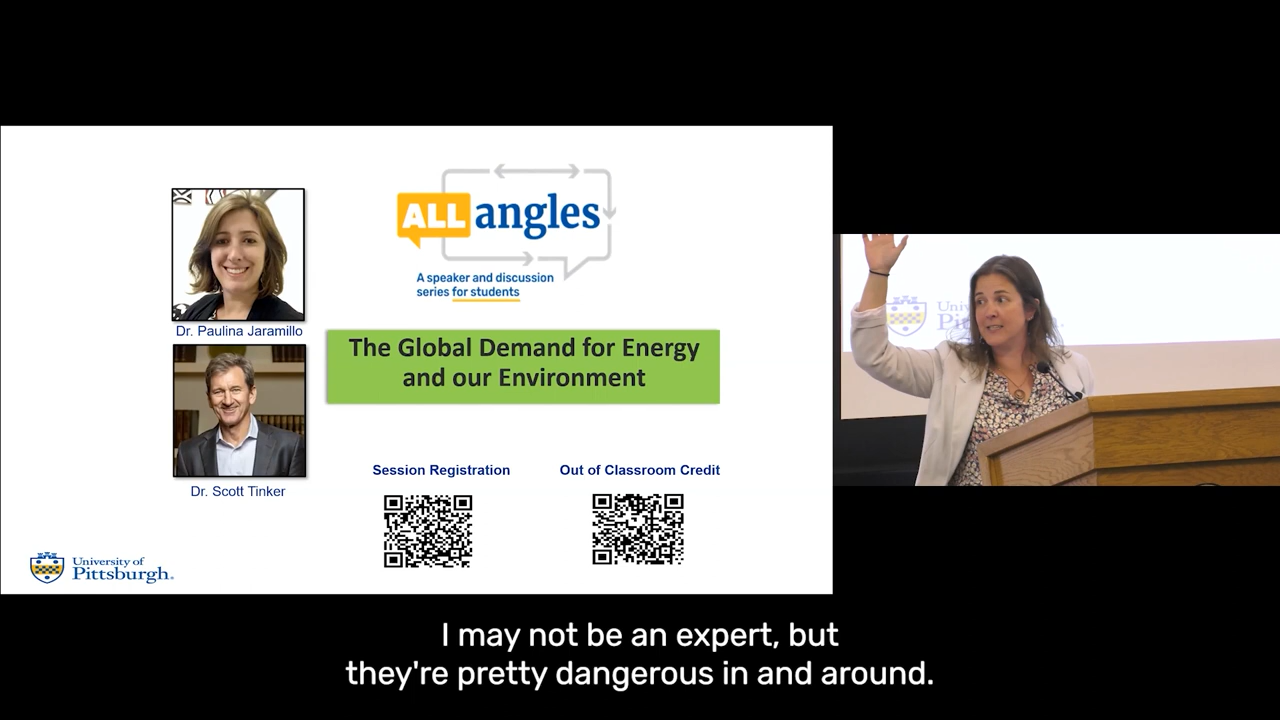 ALL angles
A speaker and discussion
series for students
Dr. Paulina Jaramillo
The Global Demand for Energy
and our Environment
Session Registration
Out of Classroom Credit
Dr. Scott Tinker
University of
Pittsburgh.
Univ
Pi
I may not be an expert, but
they're pretty dangerous in and around.